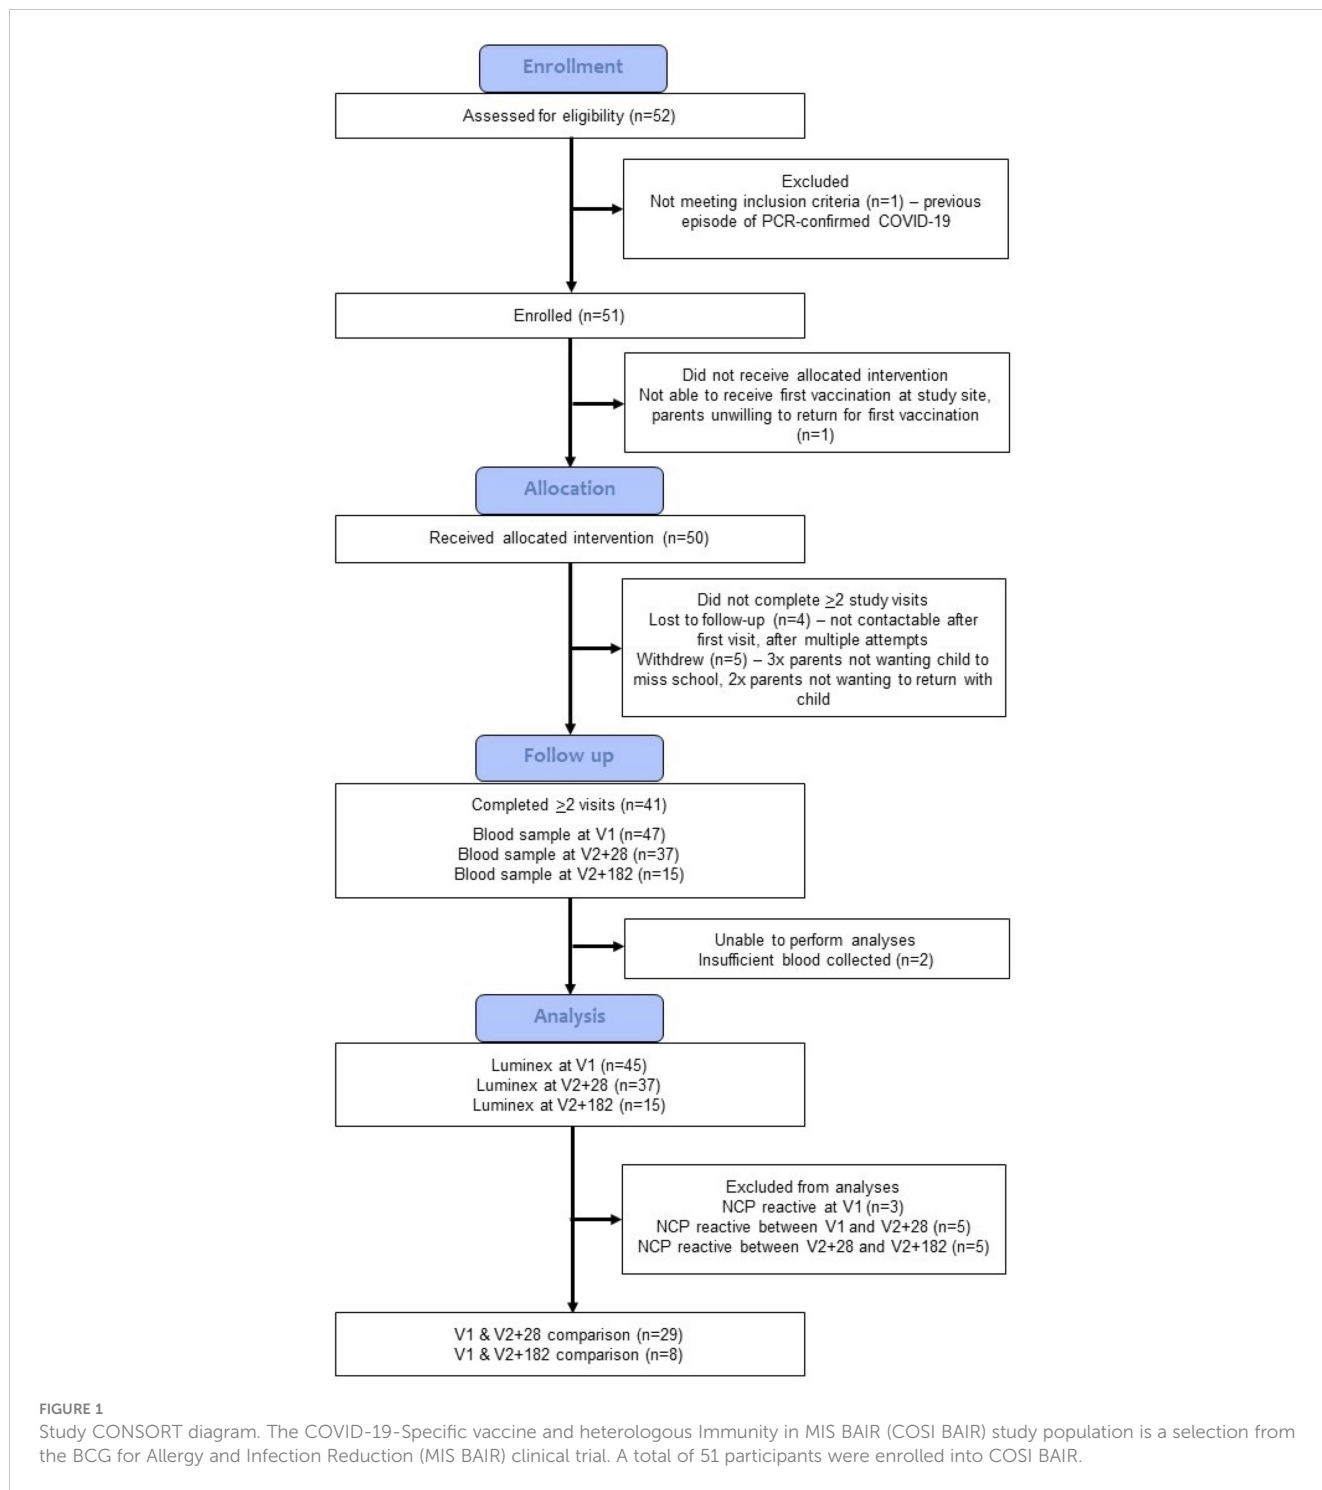 Enrollment
Assessed for eligibility (n=52)
Excluded
Not meeting inclusion criteria (n=1) – previous
episode of PCR-confirmed COVID-19
Enrolled (n=51)
Did not receive allocated intervention
Not able to receive first vaccination at study site,
parents unwilling to return for first vaccination
(n=1)
Allocation
Received allocated intervention (n=50)
Did not complete ≥2 study visits
Lost to follow-up (n=4) – not contactable after
first visit, after multiple attempts
Withdrew (n=5) – 3x parents not wanting child to
miss school, 2x parents not wanting to return with
child
Follow up
Completed ≥2 visits (n=41)
Blood sample at V1 (n=47)
Blood sample at V2+28 (n=37)
Blood sample at V2+182 (n=15)
Unable to perform analyses
Insufficient blood collected (n=2)
Analysis
Luminex at V1 (n=45)
Luminex at V2+28 (n=37)
Luminex at V2+182 (n=15)
Excluded from analyses
NCP reactive at V1 (n=3)
NCP reactive between V1 and V2+28 (n=5)
NCP reactive between V2+28 and V2+182 (n=5)
V1 & V2+28 comparison (n=29)
V1 & V2+182 comparison (n=8)
FIGURE 1
Study CONSORT diagram. The COVID-19-Specific vaccine and heterologous Immunity in MIS BAIR (COSI BAIR) study population is a selection from
the BCG for Allergy and Infection Reduction (MIS BAIR) clinical trial. A total of 51 participants were enrolled into COSI BAIR.